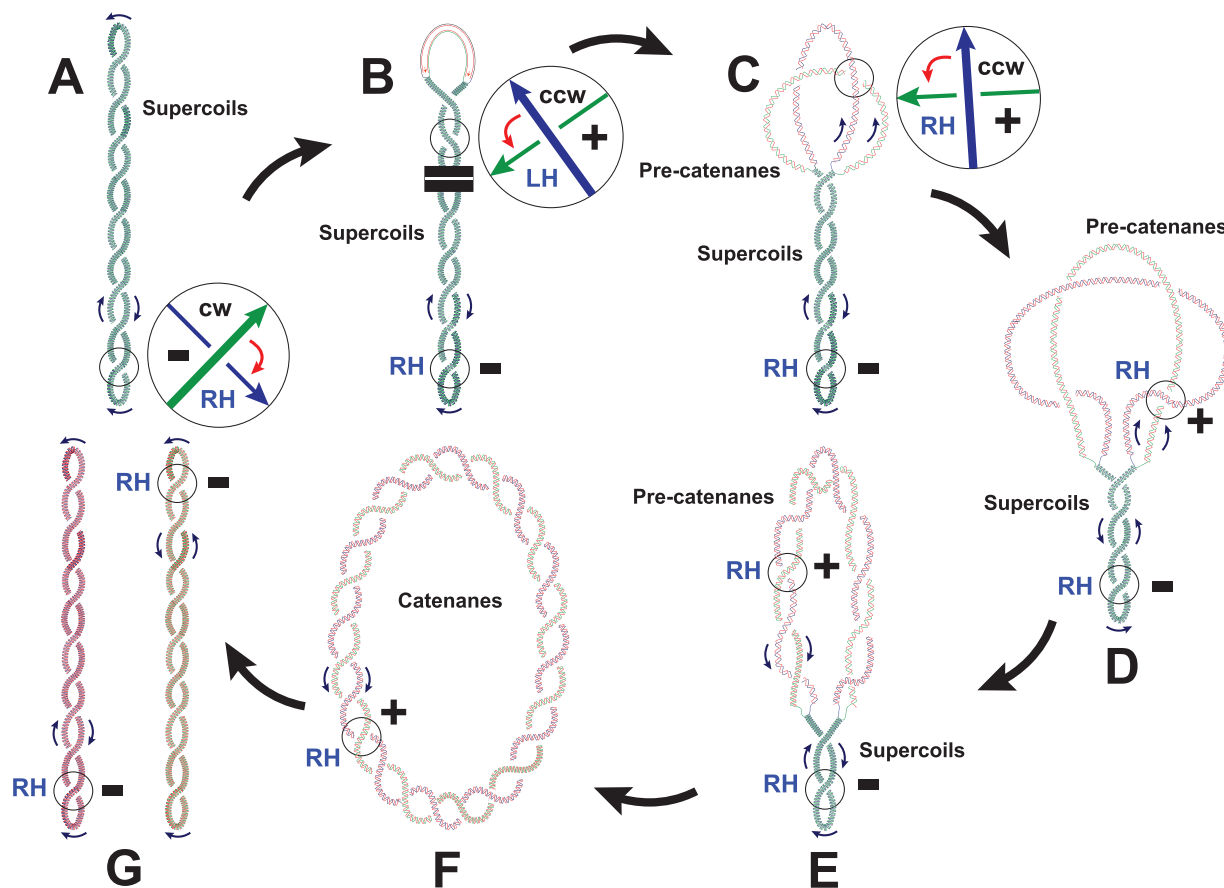 A
Supercoils
cw
−
RH
B
ccw
+
LH
Supercoils
RH −
C
ccw
RH +
Pre-catenanes
Supercoils
RH −
Pre-catenanes
RH
+
Supercoils
RH −
D
Pre-catenanes
RH +
Supercoils
RH −
E
Catenanes
+
RH
F
RH −
RH −
G